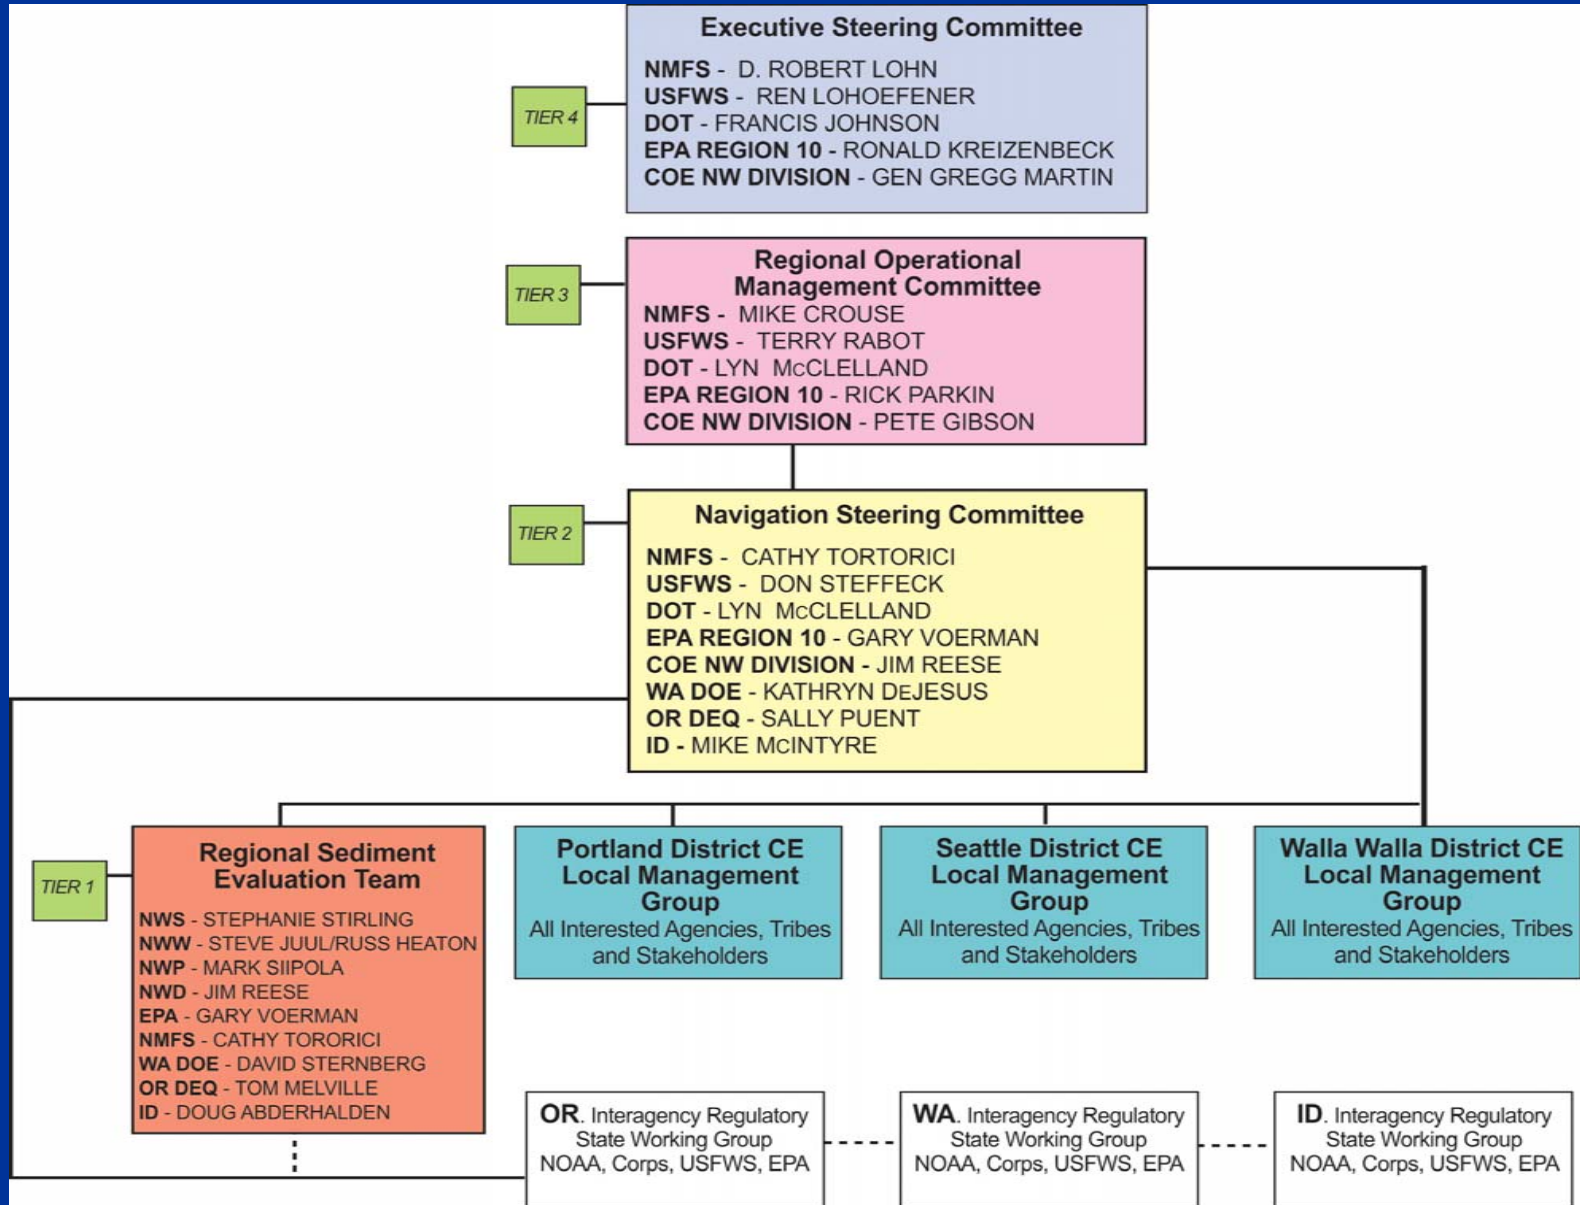 Executive Steering Committee
NMFS - D. ROBERT LOHN
USFWS - REN LOHOEFENER
DOT - FRANCIS JOHNSON
EPA REGION 10 - RONALD KREIZENBECK
COE NW DIVISION - GEN GREGG MARTIN
TIER 4
Regional Operational
Management Committee
NMFS - MIKE CROUSE
USFWS - TERRY RABOT
DOT - LYN McCLELLAND
EPA REGION 10 - RICK PARKIN
COE NW DIVISION - PETE GIBSON
TIER 3
Navigation Steering Committee
NMFS - CATHY TORTORICI
USFWS - DON STEFFECK
DOT - LYN McCLELLAND
EPA REGION 10 - GARY VOERMAN
COE NW DIVISION - JIM REESE
WA DOE - KATHRYN DEJESUS
OR DEQ - SALLY PUENT
ID - MIKE McINTYRE
TIER 2
TIER 1
Regional Sediment
Evaluation Team
NWS - STEPHANIE STIRLING
NWW - STEVE JUUL/RUSS HEATON
NWP - MARK SIIPOLA
NWD - JIM REESE
EPA - GARY VOERMAN
NMFS - CATHY TORORICI
WA DOE - DAVID STERNBERG
OR DEQ - TOM MELVILLE
ID - DOUG ABDERHALDEN
Portland District CE
Local Management
Group
All Interested Agencies, Tribes
and Stakeholders
Seattle District CE
Local Management
Group
All Interested Agencies, Tribes
and Stakeholders
Walla Walla District CE
Local Management
Group
All Interested Agencies, Tribes
and Stakeholders
OR. Interagency Regulatory
State Working Group
NOAA, Corps, USFWS, EPA
WA. Interagency Regulatory
State Working Group
NOAA, Corps, USFWS, EPA
ID. Interagency Regulatory
State Working Group
NOAA, Corps, USFWS, EPA